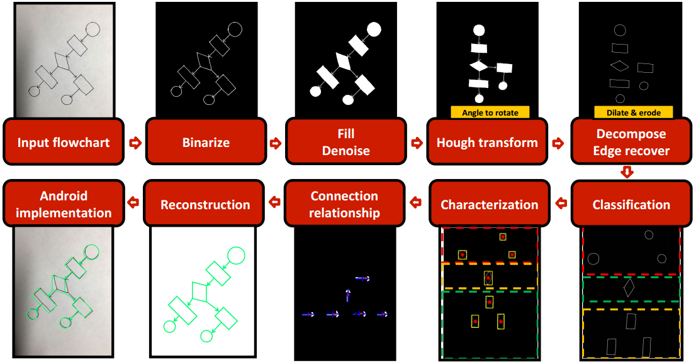 Angle to rotate
Dilate & erode
Input flowchart
Binarize
Fill
Denoise
Hough transform
Decompose
Edge recover
Android
implementation
Reconstruction
Connection
relationship
Characterization
Classification